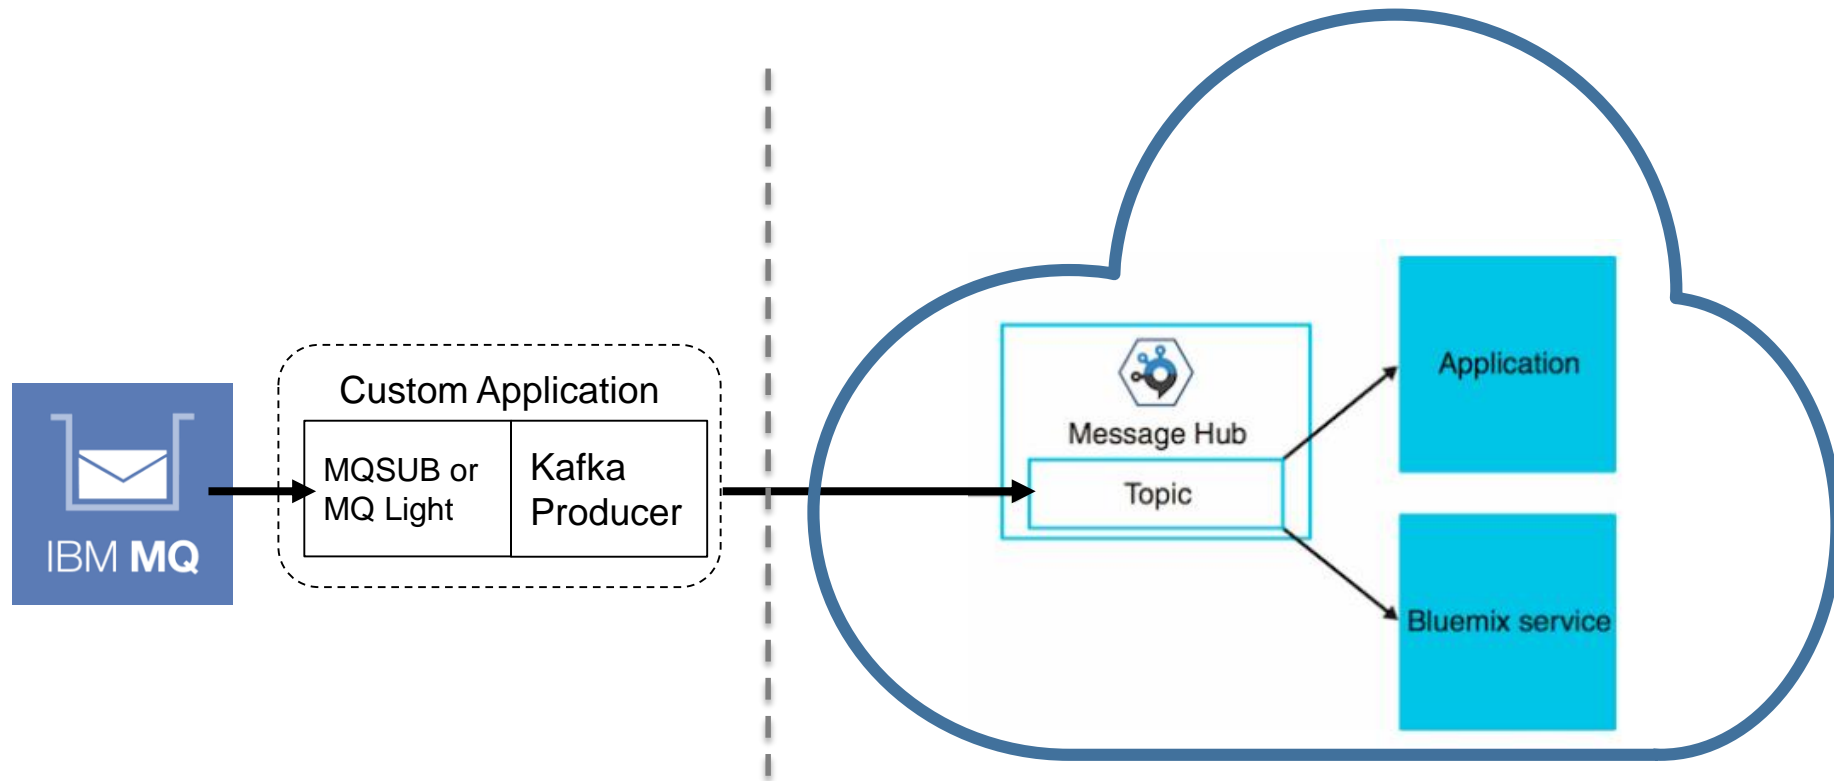 IBM MQ
Custom Application
MQSUB or
MQ Light
Kafka
Producer
Message Hub
Topic
Application
Bluemix service